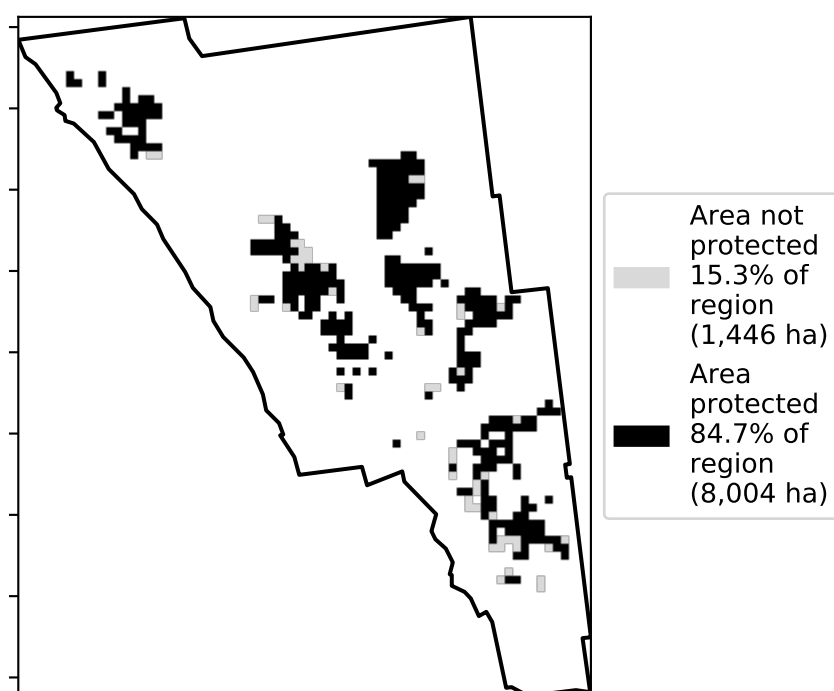 Area not
protected
15.3% of
region
(1,446 ha)
Area
protected
84.7% of
region
(8,004 ha)